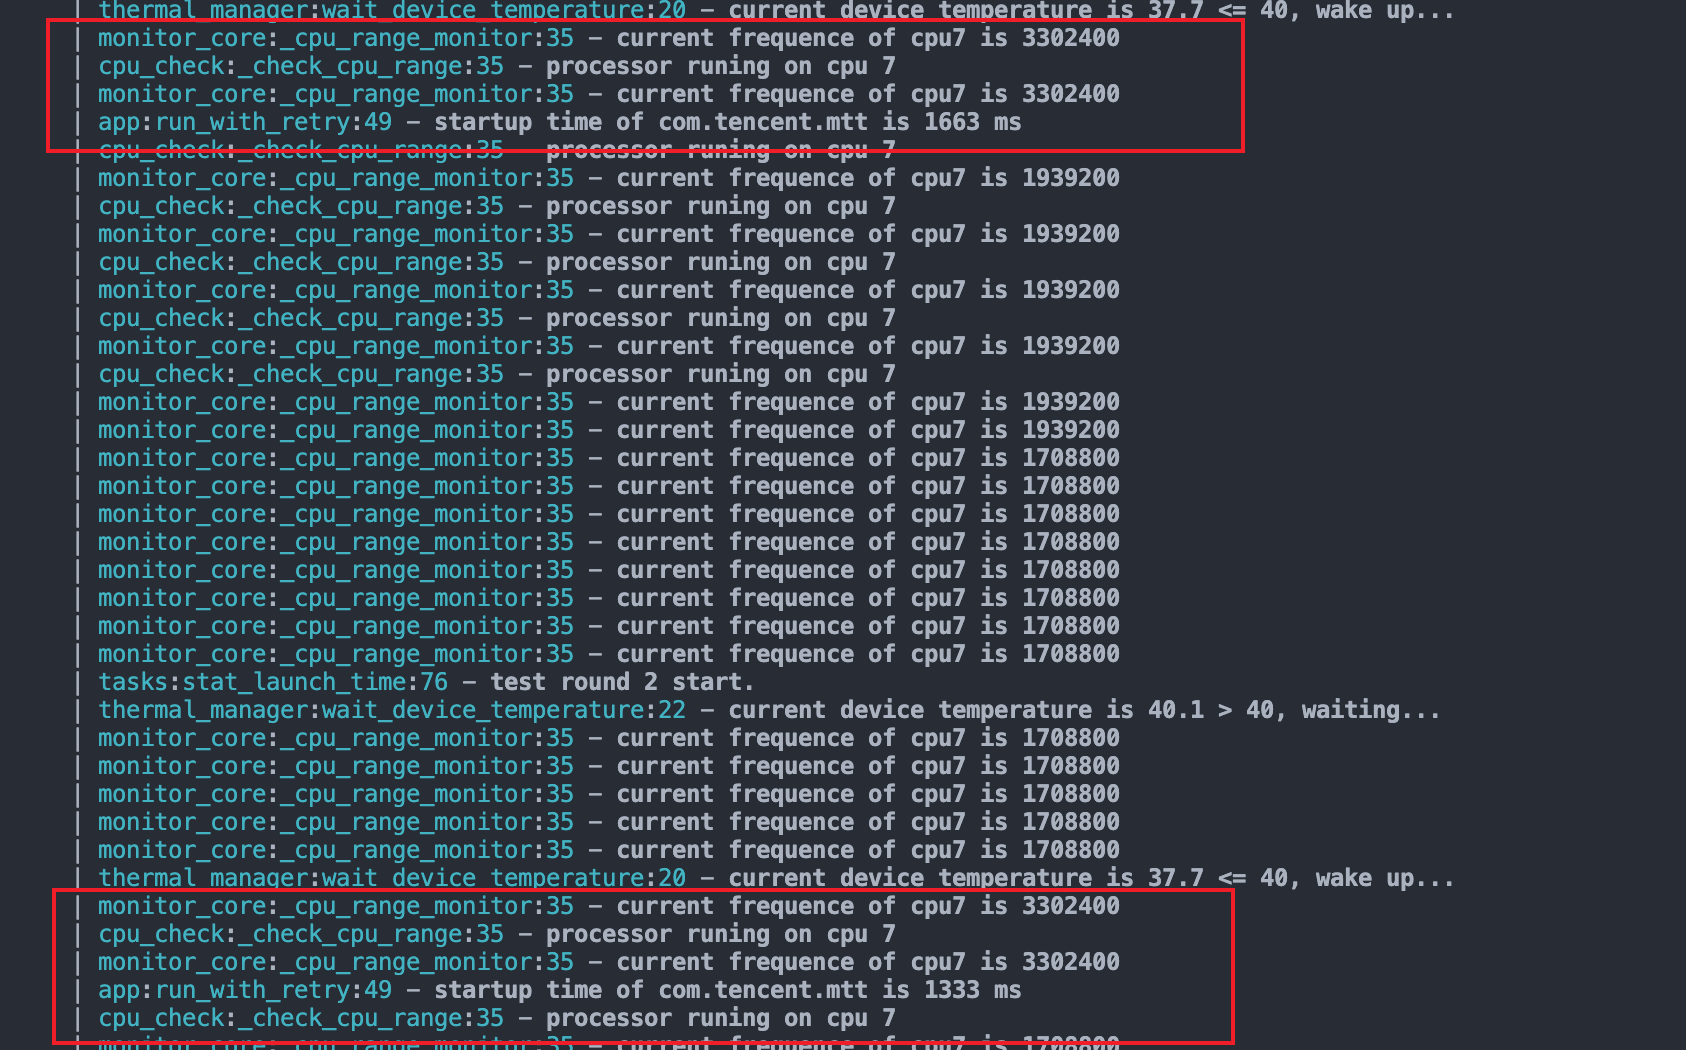 | thermal_manager:wait_device_temperature:20 - current device temperature is 37.7 <= 40, wake up...
| monitor_core:_cpu_range_monitor:35 - current frequence of cpu7 is 3302400
| cpu_check:_check_cpu_range:35 - processor runing on cpu 7
| monitor_core:_cpu_range_monitor:35 - current frequence of cpu7 is 3302400
| app:run_with_retry:49 - startup time of com.tencent.mtt is 1663 ms
| cpu_check:_check_cpu_range:35 - processor runing on cpu 7
| monitor_core:_cpu_range_monitor:35 - current frequence of cpu7 is 1939200
| cpu_check:_check_cpu_range:35 - processor runing on cpu 7
| monitor_core:_cpu_range_monitor:35 - current frequence of cpu7 is 1939200
| cpu_check:_check_cpu_range:35 - processor runing on cpu 7
| monitor_core:_cpu_range_monitor:35 - current frequence of cpu7 is 1939200
| cpu_check:_check_cpu_range:35 - processor runing on cpu 7
| monitor_core:_cpu_range_monitor:35 - current frequence of cpu7 is 1939200
| cpu_check:_check_cpu_range:35 - processor runing on cpu 7
| monitor_core:_cpu_range_monitor:35 - current frequence of cpu7 is 1939200
| monitor_core:_cpu_range_monitor:35 - current frequence of cpu7 is 1939200
| monitor_core:_cpu_range_monitor:35 - current frequence of cpu7 is 1708800
| monitor_core:_cpu_range_monitor:35 - current frequence of cpu7 is 1708800
| monitor_core:_cpu_range_monitor:35 - current frequence of cpu7 is 1708800
| monitor_core:_cpu_range_monitor:35 - current frequence of cpu7 is 1708800
| monitor_core:_cpu_range_monitor:35 - current frequence of cpu7 is 1708800
| monitor_core:_cpu_range_monitor:35 - current frequence of cpu7 is 1708800
| monitor_core:_cpu_range_monitor:35 - current frequence of cpu7 is 1708800
| monitor_core:_cpu_range_monitor:35 - current frequence of cpu7 is 1708800
| tasks:stat_launch_time:76 - test round 2 start.
| thermal_manager:wait_device_temperature:22 - current device temperature is 40.1 > 40, waiting...
| monitor_core:_cpu_range_monitor:35 - current frequence of cpu7 is 1708800
| monitor_core:_cpu_range_monitor:35 - current frequence of cpu7 is 1708800
| monitor_core:_cpu_range_monitor:35 - current frequence of cpu7 is 1708800
| monitor_core:_cpu_range_monitor:35 - current frequence of cpu7 is 1708800
| monitor_core:_cpu_range_monitor:35 - current frequence of cpu7 is 1708800
| thermal_manager:wait_device_temperature:20 - current device temperature is 37.7 <= 40, wake up...
| monitor_core:_cpu_range_monitor:35 - current frequence of cpu7 is 3302400
| cpu_check:_check_cpu_range:35 - processor runing on cpu 7
| monitor_core:_cpu_range_monitor:35 - current frequence of cpu7 is 3302400
| app:run_with_retry:49 - startup time of com.tencent.mtt is 1333 ms
| cpu_check:_check_cpu_range:35 - processor runing on cpu 7
| monitor_core:_cpu_range_monitor:35 - current frequence of cpu7 is 1708800